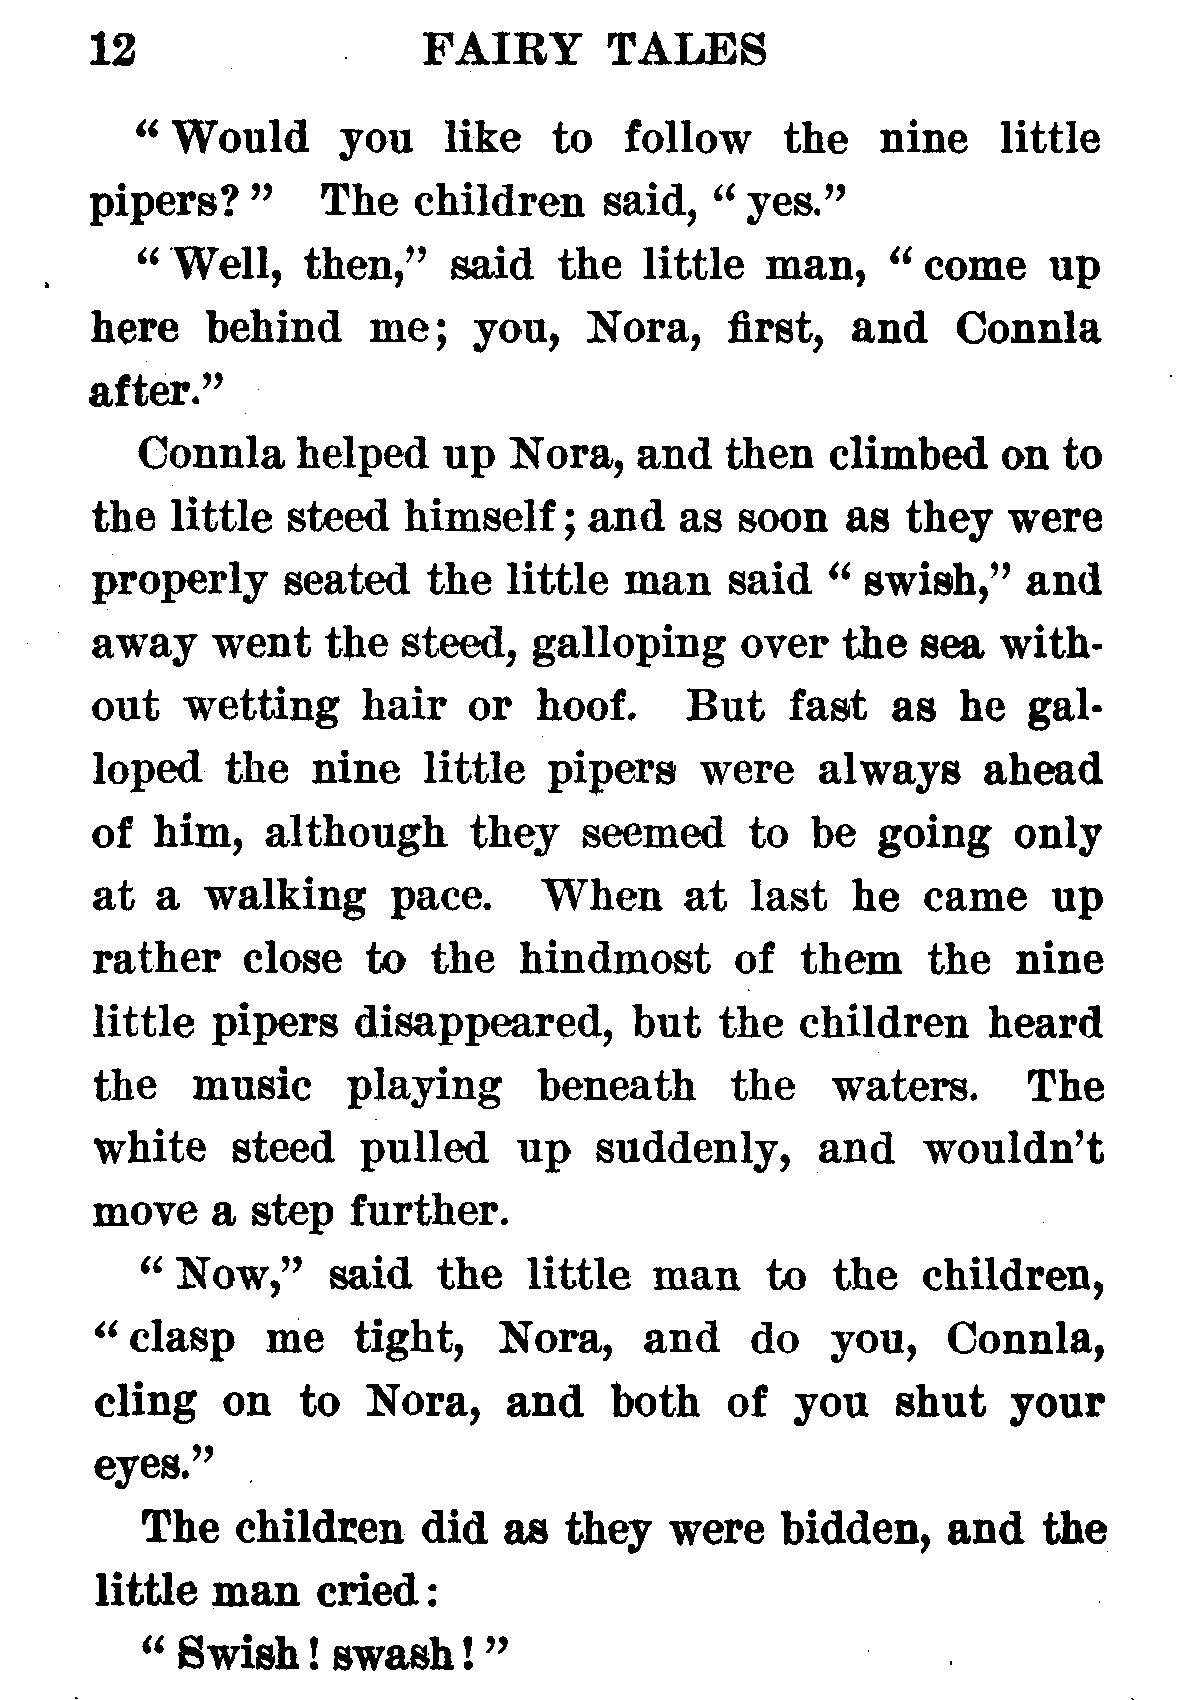 12 FAIRY TALES
“ Would you like to follow the nine little
pipers? ” The children said, “ yes.”
“ Well, then,” said the little man, “ come up
here behind me; you, Nora, first, and Connla
after.”
Connla helped up Nora, and then climbed on to
the little steed himself; and as soon as they were
properly seated the little man said “ swish,” and
away went the steed, galloping over the sea with-
out wetting hair or hoof. But fast as he gal-
loped the nine little pipers were always ahead
of him, although they seemed to be going only
at a walking pace. When at last he came up
rather close to the hindmost of them the nine
little pipers disappeared, but the children heard
the music playing beneath the waters. The
white steed pulled up suddenly, and wouldn’t
move a step further.
“ Now,” said the little man to the children,
“ clasp me tight, Nora, and do you, Connla,
cling on to Nora, and both of you shut your
eyes.”
The children did as they were bidden, and the
little man cried:
“ Swish! swash! ”